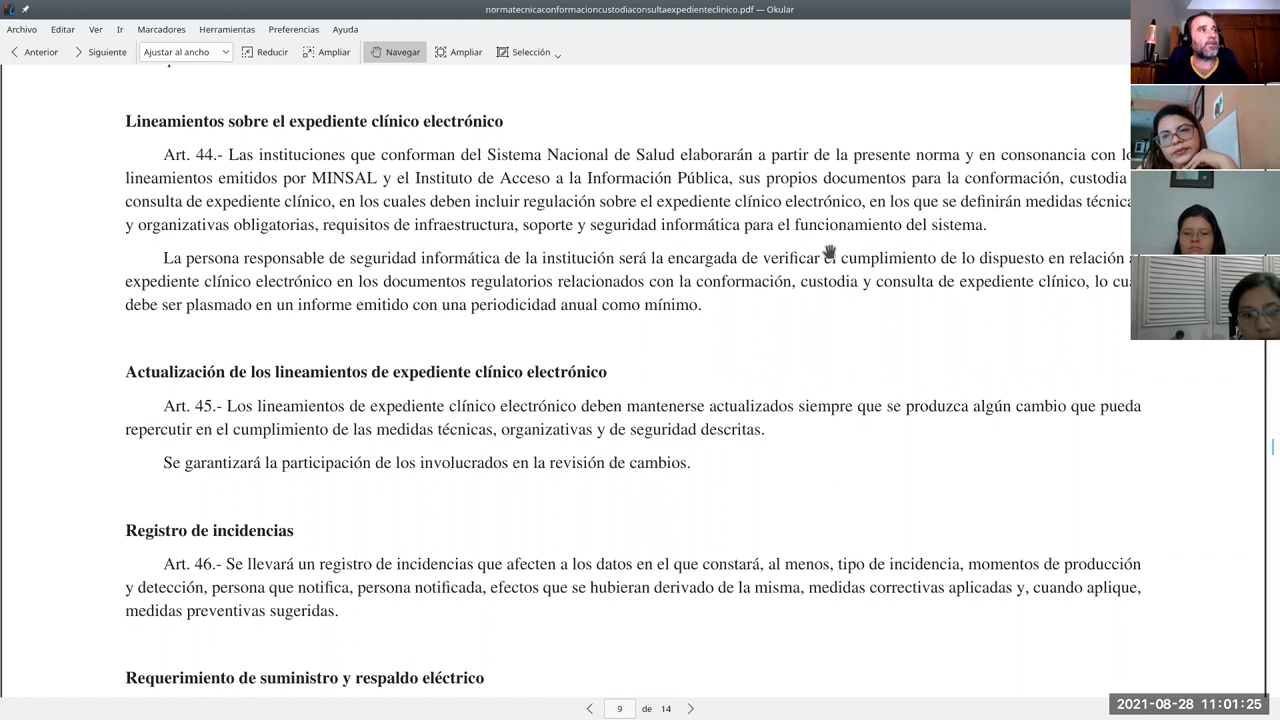 normatecnicaconformacioncustodiaconsultaexpedienteclinico.pdf — Okular
Archivo Editar Ver Ir Marcadores Herramientas Preferencias Ayuda
Anterior Siguiente Ajustar al ancho Reducir Ampliar Navegar Ampliar Selección
Lineamientos sobre el expediente clínico electrónico
Art. 44.- Las instituciones que conforman del Sistema Nacional de Salud elaborarán a partir de la presente norma y en consonancia con
lineamientos emitidos por MINSAL y el Instituto de Acceso a la Información Pública, sus propios documentos para la conformación, custodia
consulta de expediente clínico, en los cuales deben incluir regulación sobre el expediente clínico electrónico, en los que se definirán medidas
y organizativas obligatorias, requisitos de infraestructura, soporte y seguridad informática para el funcionamiento del sistema.
La persona responsable de seguridad informática de la institución será la encargada de verificar cumplimiento de lo dispuesto en relación
expediente clínico electrónico en los documentos regulatorios relacionados con la conformación, custodia y consulta de expediente clínico, lo
debe ser plasmado en un informe emitido con una periodicidad anual como mínimo.
Actualización de los lineamientos de expediente clínico electrónico
Art. 45.- Los lineamientos de expediente clínico electrónico deben mantenerse actualizados siempre que se produzca algún cambio que pueda
repercutir en el cumplimiento de las medidas técnicas, organizativas y de seguridad descritas.
Se garantizará la participación de los involucrados en la revisión de cambios.
Registro de incidencias
Art. 46.- Se llevará un registro de incidencias que afecten a los datos en el que constará, al menos, tipo de incidencia, momentos de producción
y detección, persona que notifica, persona notificada, efectos que se hubieran derivado de la misma, medidas correctivas aplicadas y, cuando aplique,
medidas preventivas sugeridas.
Requerimiento de suministro y respaldo eléctrico
9 de 14
2021-08-28 11:01:25